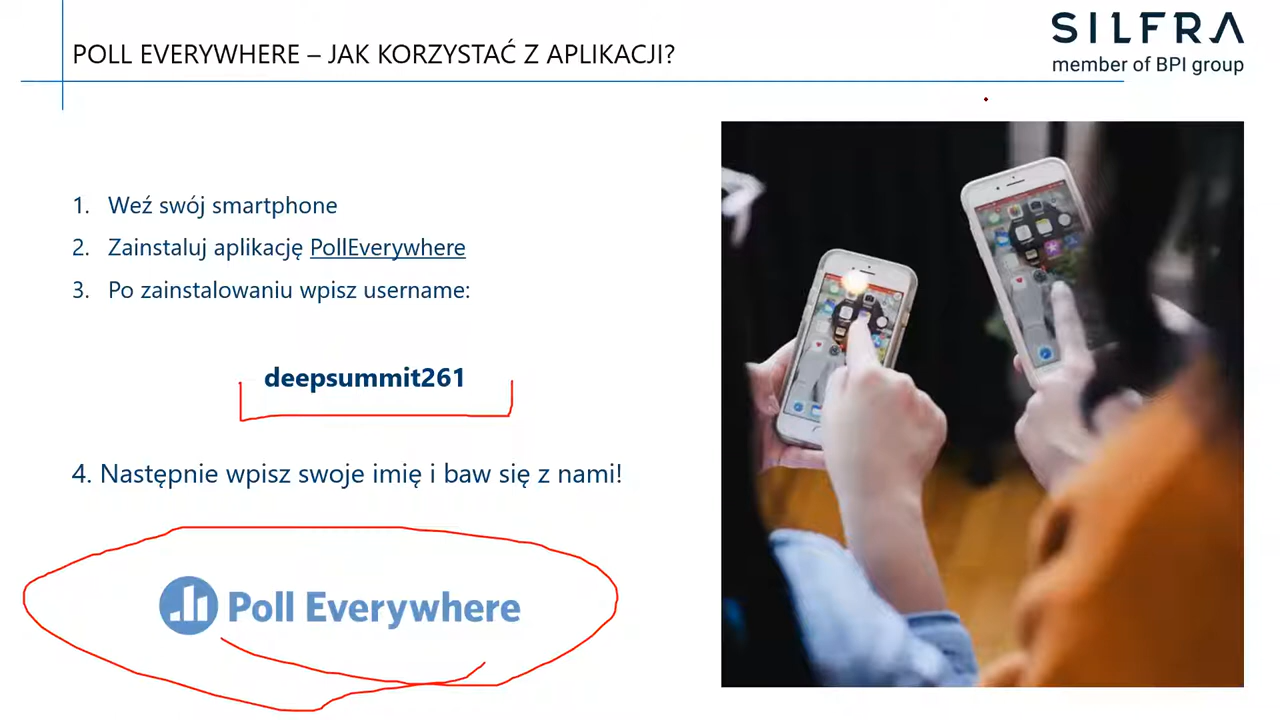 POLL EVERYWHERE – JAK KORZYSTAĆ Z APLIKACJI?
SILFRA
member of BPI group
1. Weź swój smartphone
2. Zainstaluj aplikację PollEverywhere
3. Po zainstalowaniu wpisz username:
deepsummit261
4. Następnie wpisz swoje imię i baw się z nami!
Poll Everywhere